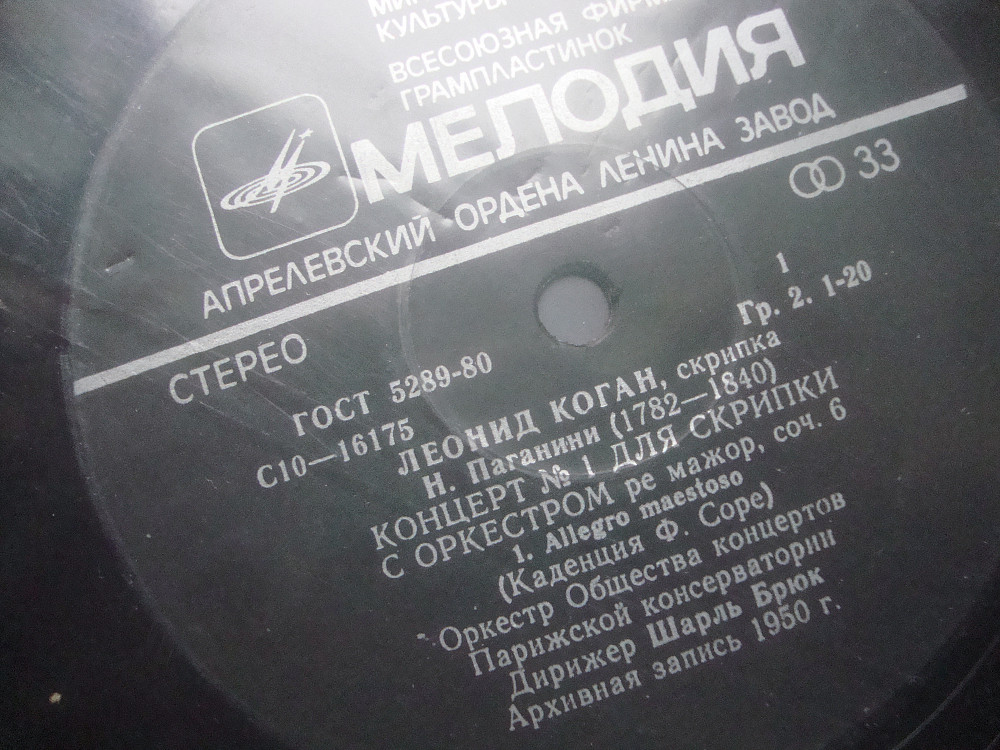 КУЛЬТУРЫ
ВСЕСОЮЗНАЯ ФИРМ
ГРАМПЛАСТИНОК
МЕЛОДИЯ
АПРЕЛЕВСКИЙ ОРДЕНА ЛЕНИНА ЗАВОД
33
СТЕРЕО
ГОСТ 5289-80
1
С10—16175
Гр. 2. 1-20
ЛЕОНИД КОГАН, скрипка
Н. Паганини (1782—1840)
КОНЦЕРТ № 1 ДЛЯ СКРИПКИ
С ОРКЕСТРОМ ре мажор, соч. 6
1. Allegro maestoso
(Каденция Ф. Соре)
Оркестр Общества концертов
Парижской консерватории
Дирижер Шарль Брюк
Архивная запись 1950 г.